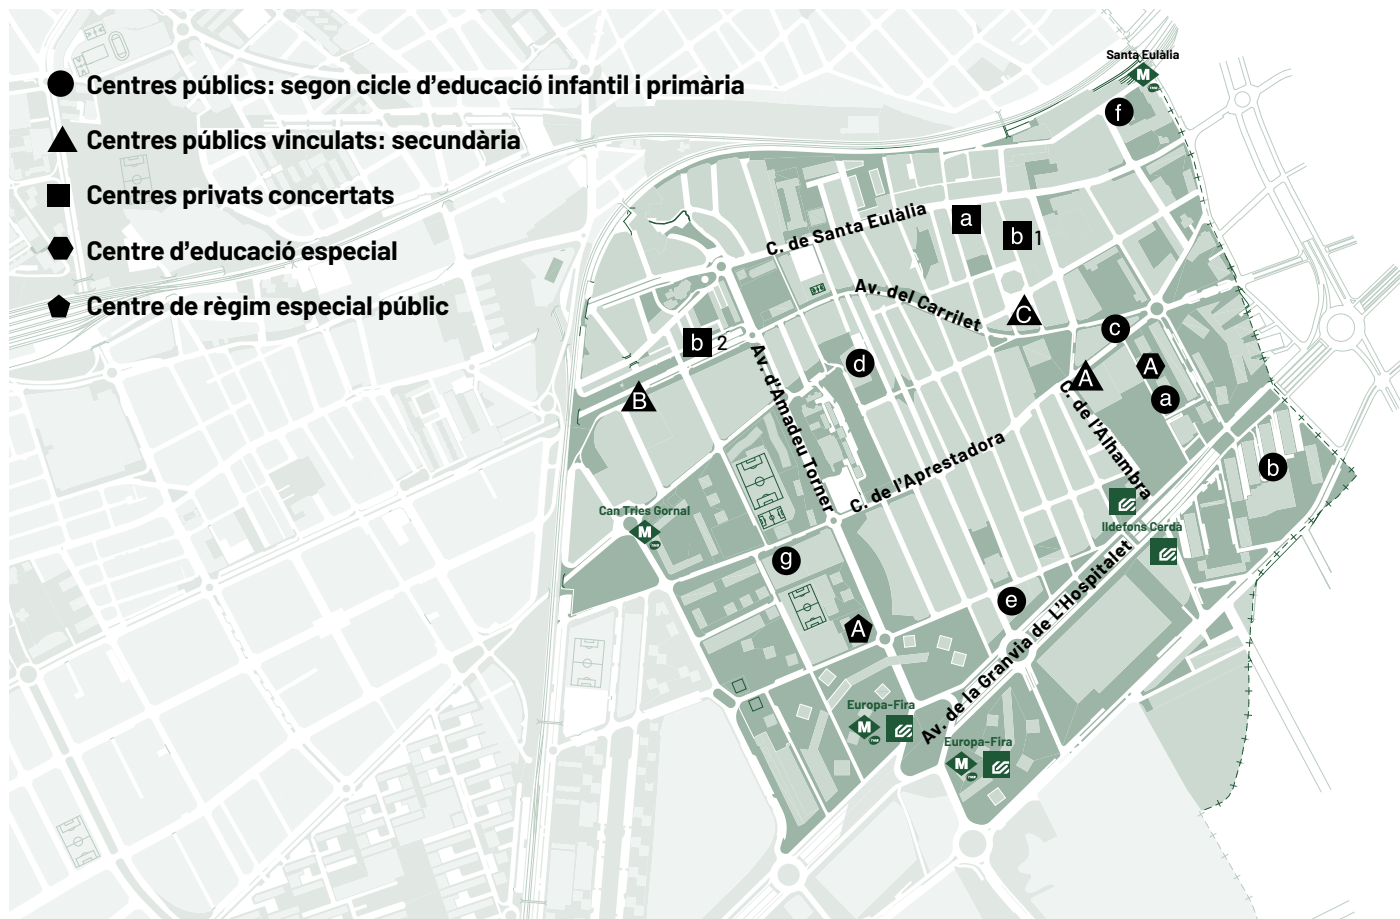 Santa Eulàlia
M
Centres públics: segon cicle d’educació infantil i primària
f
Centres públics vinculats: secundària
Centres privats concertats
a
C. de Santa Eulàlia
b 1
Centre d’educació especial
Av. del Carrilet
Centre de règim especial públic
C
c
b 2
Av. d’Amadeu Torner
d
A
A
B
a
C. de l’Alhambra
C. de l’Aprestadora
b
Can Tries Gornal
M
Ildefons Cerdà
g
e
A
Av. de la Granvia de L’Hospitalet
Europa-Fira
M
Europa-Fira
M